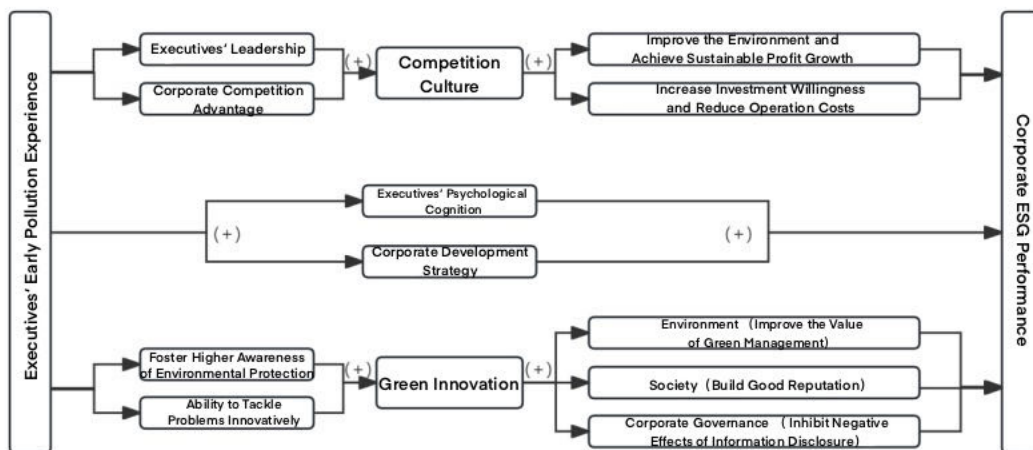 Executives' Early Pollution Experience
Executives' Leadership
Corporate Competition
Advantage
(+)
Competition
Culture
(+)
Improve the Environment and
Achieve Sustainable Profit Growth
Increase Investment Willingness
and Reduce Operation Costs
(+)
Executives' Psychological
Cognition
Corporate Development
Strategy
(+)
Foster Higher Awareness
of Environmental Protection
Ability to Tackle
Problems Innovatively
(+)
Green Innovation
(+)
Environment (Improve the Value
of Green Management)
Society (Build Good Reputation)
Corporate Governance ( Inhibit Negative
Effects of Information Disclosure)
Corporate ESG Performance